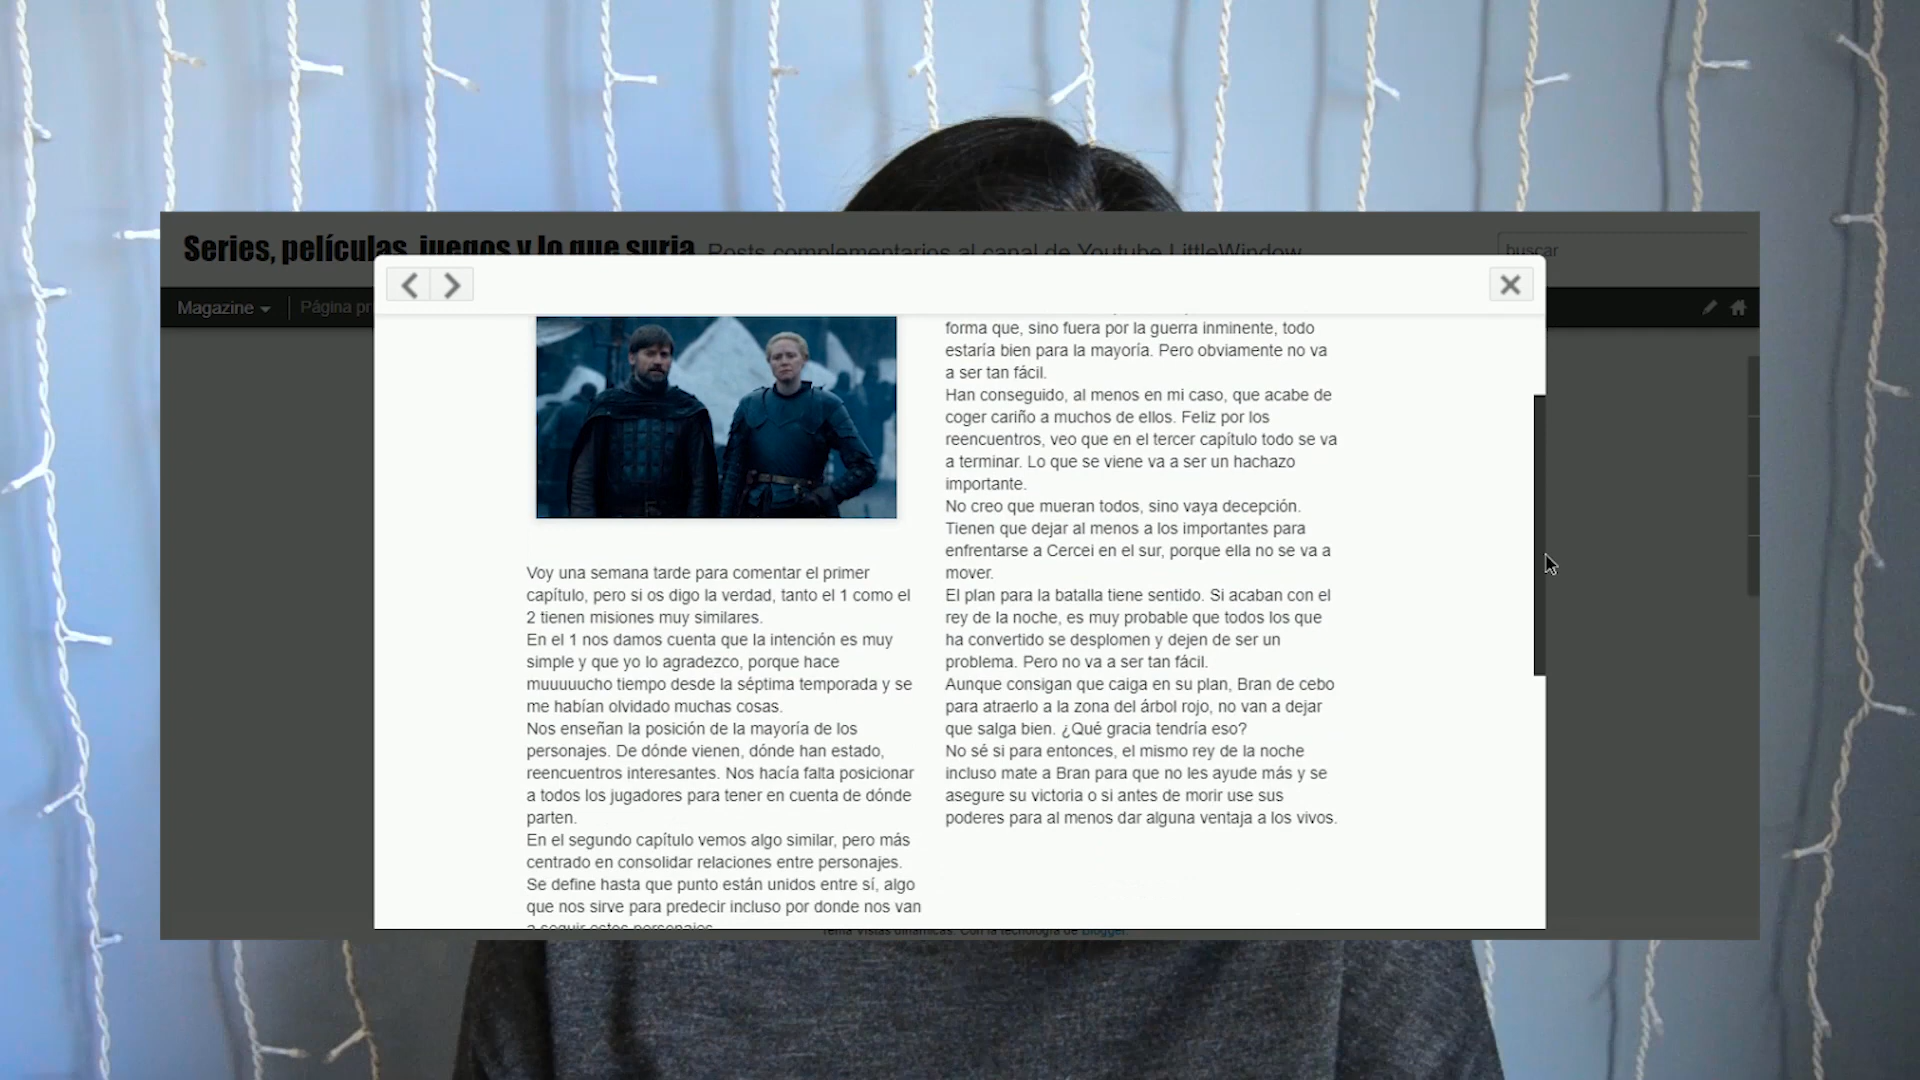 Series, películas, juegos y lo que surja
Posts complementarios al canal de Youtube LittleWindow
buscar
Magazine
Página
Voy una semana tarde para comentar el primer
capítulo, pero si os digo la verdad, tanto el 1 como el
2 tienen misiones muy similares.
En el 1 nos damos cuenta que la intención es muy
simple y que yo lo agradezco, porque hace
muuuuucho tiempo desde la séptima temporada y se
me habían olvidado muchas cosas.
Nos enseñan la posición de la mayoría de los
personajes. De dónde vienen, dónde han estado,
reencuentros interesantes. Nos hacía falta posicionar
a todos los jugadores para tener en cuenta de dónde
parten.
En el segundo capítulo vemos algo similar, pero más
centrado en consolidar relaciones entre personajes.
Se define hasta que punto están unidos entre sí, algo
que nos sirve para predecir incluso por donde nos van
a seguir estos personajes
forma que, sino fuera por la guerra inminente, todo
estaría bien para la mayoría. Pero obviamente no va
a ser tan fácil.
Han conseguido, al menos en mi caso, que acabe de
coger cariño a muchos de ellos. Feliz por los
reencuentros, veo que en el tercer capítulo todo se va
a terminar. Lo que se viene va a ser un hachazo
importante.
No creo que mueran todos, sino vaya decepción.
Tienen que dejar al menos a los importantes para
enfrentarse a Cercei en el sur, porque ella no se va a
mover.
El plan para la batalla tiene sentido. Si acaban con el
rey de la noche, es muy probable que todos los que
ha convertido se desplomen y dejen de ser un
problema. Pero no va a ser tan fácil.
Aunque consigan que caiga en su plan, Bran de cebo
para atraerlo a la zona del árbol rojo, no van a dejar
que salga bien. ¿Qué gracia tendría eso?
No sé si para entonces, el mismo rey de la noche
incluso mate a Bran para que no les ayude más y se
asegure su victoria o si antes de morir use sus
poderes para al menos dar alguna ventaja a los vivos.
Tema Vistas dinámicas. Con la tecnología de Blogger.